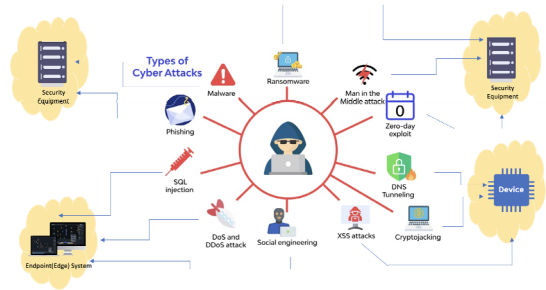 Types of
Cyber Attacks
Ransomware
Malware
Man in the
Middle attack
Security
Equipment
Security
Equipment
Phishing
0
Zero-day
exploit
SQL
injection
DNS
Tunneling
Device
DoS and
DDoS attack
Social engineering
XSS attacks
Cryptojacking
Endpoint(Edge) System